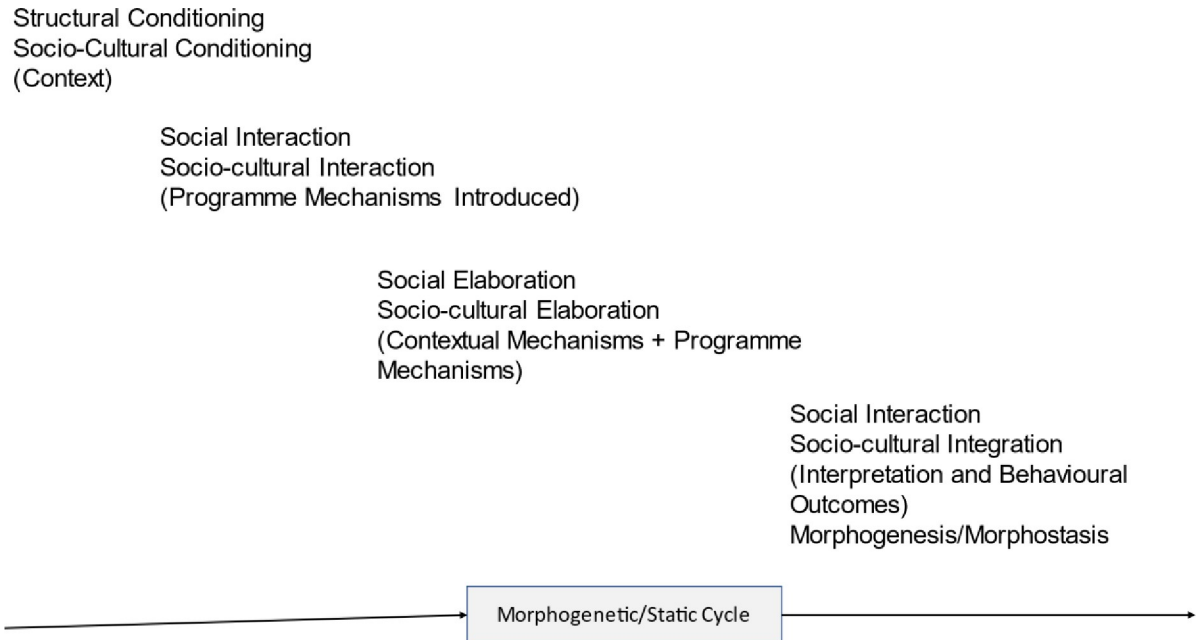 Structural Conditioning
Socio-Cultural Conditioning
(Context)
Social Interaction
Socio-cultural Interaction
(Programme Mechanisms Introduced)
Social Elaboration
Socio-cultural Elaboration
(Contextual Mechanisms + Programme
Mechanisms)
Social Interaction
Socio-cultural Integration
(Interpretation and Behavioural
Outcomes)
Morphogenesis/Morphostasis
Morphogenetic/Static Cycle